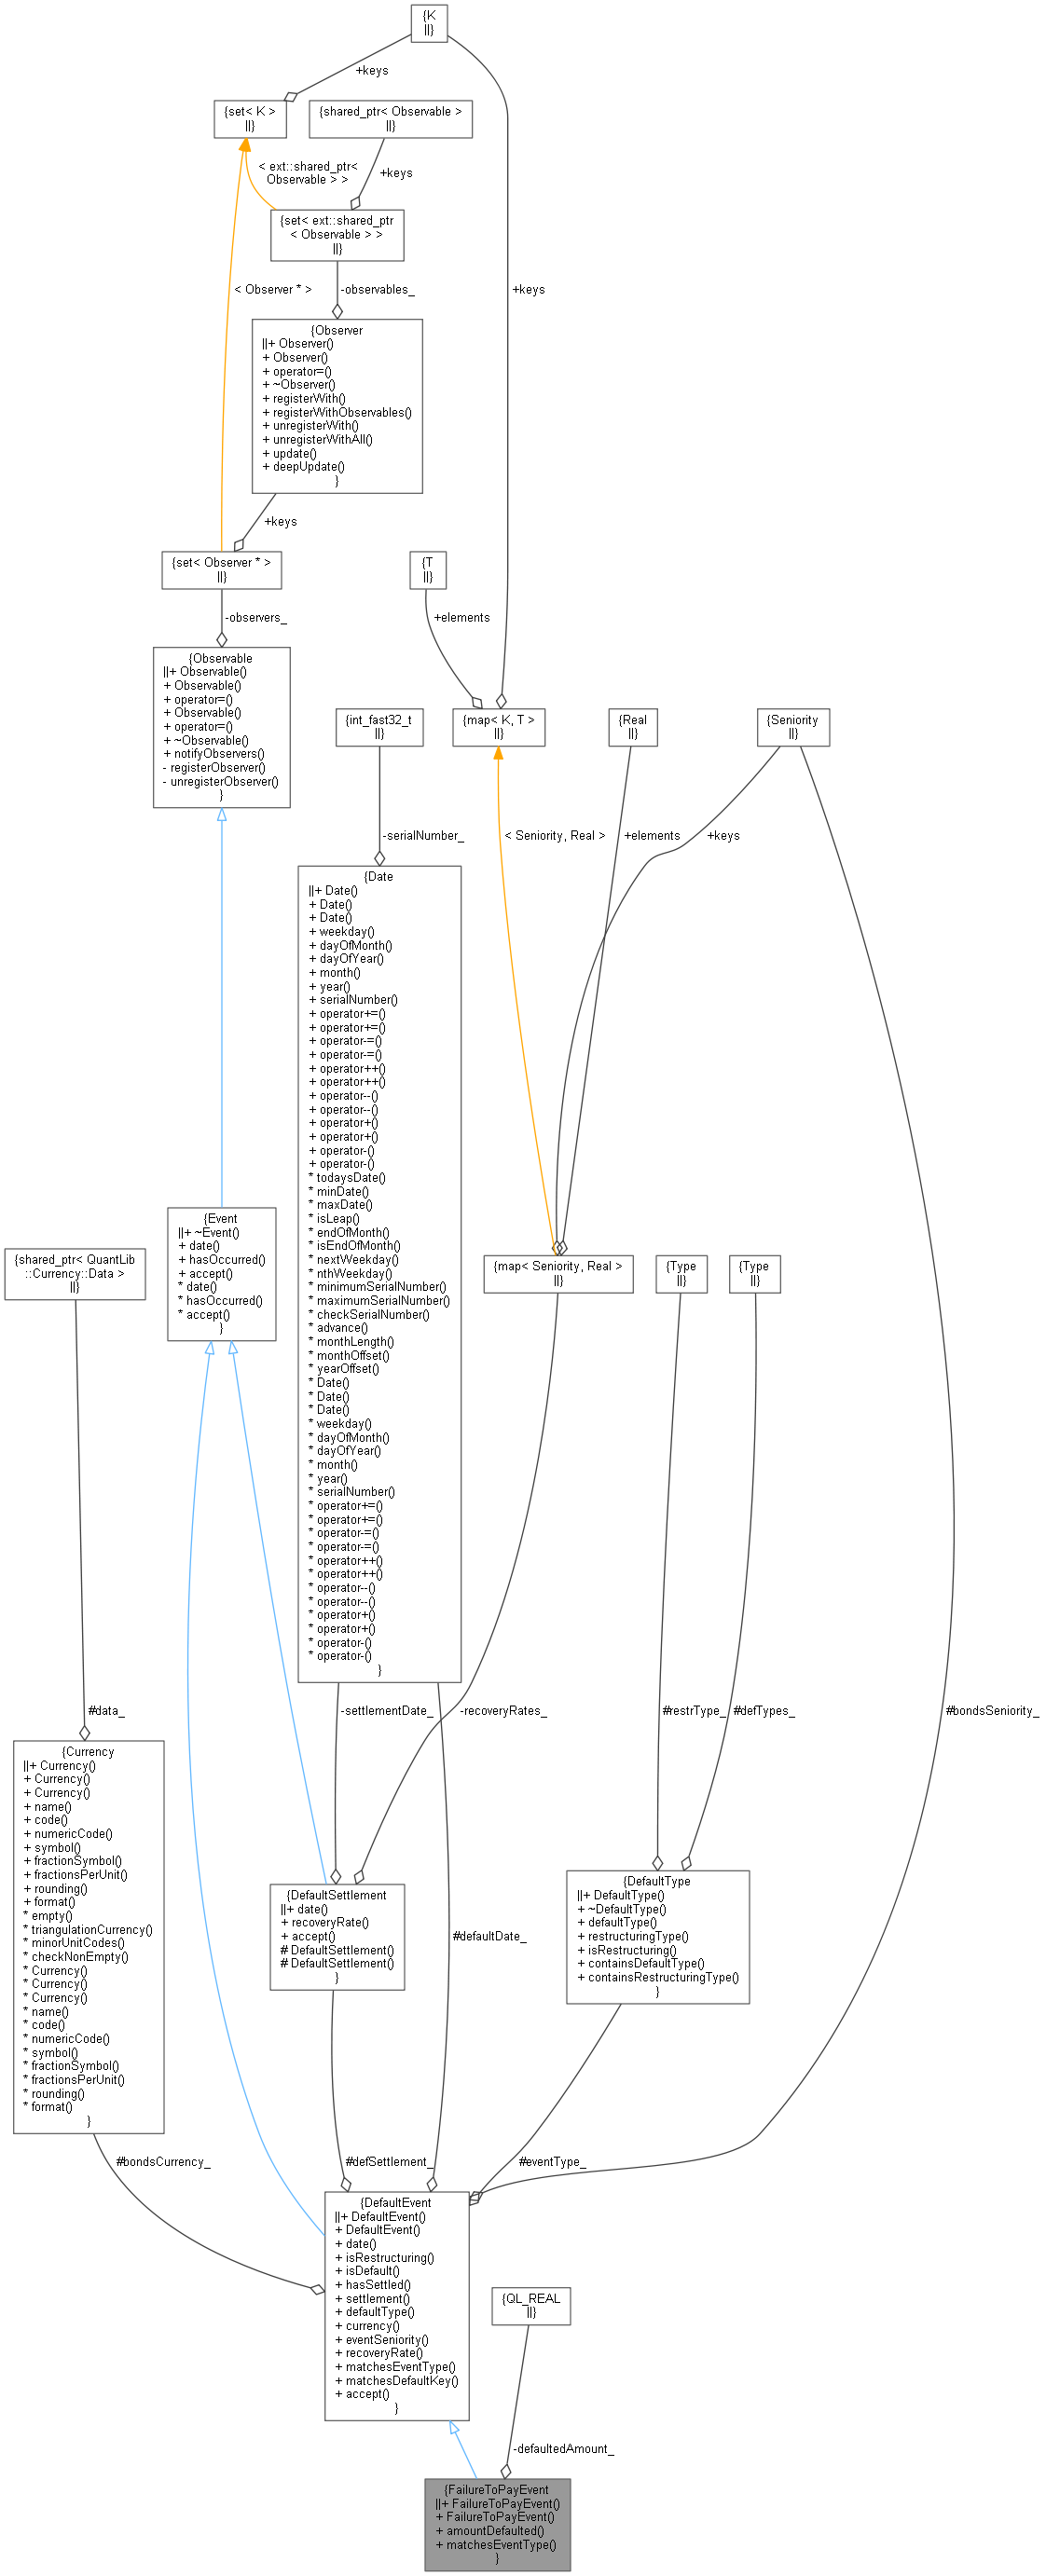 {K
||}
+keys
{set< K >
||}
{shared_ptr< Observable >
||}
< ext::shared_ptr<
Observable > >
+keys
{set< ext::shared_ptr
< Observable > >
||}
< Observer * >
-observables_
+keys
{Observer
||+ Observer()
+ Observer()
+ operator=()
+ ~Observer()
+ registerWith()
+ registerWithObservables()
+ unregisterWith()
+ unregisterWithAll()
+ update()
+ deepUpdate()
}
+keys
{set< Observer * >
||}
{T
||}
-observers_
+elements
{Observable
||+ Observable()
+ Observable()
+ operator=()
+ Observable()
+ operator=()
+ ~Observable()
+ notifyObservers()
- registerObserver()
- unregisterObserver()
}
{int_fast32_t
||}
{map< K, T >
||}
{Real
||}
{Seniority
||}
-serialNumber_
< Seniority, Real >
+elements
+keys
{Date
||+ Date()
+ Date()
+ Date()
+ weekday()
+ dayOfMonth()
+ dayOfYear()
+ month()
+ year()
+ serialNumber()
+ operator+=()
+ operator+=()
+ operator-=()
+ operator-=()
+ operator++()
+ operator++()
+ operator--()
+ operator--()
+ operator+()
+ operator+()
+ operator-()
+ operator-()
* todaysDate()
* minDate()
* maxDate()
* isLeap()
* endOfMonth()
* isEndOfMonth()
* nextWeekday()
* nthWeekday()
* minimumSerialNumber()
* maximumSerialNumber()
* checkSerialNumber()
* advance()
* monthLength()
* monthOffset()
* yearOffset()
* Date()
* Date()
* Date()
* weekday()
* dayOfMonth()
* dayOfYear()
* month()
* year()
* serialNumber()
* operator+=()
* operator+=()
* operator-=()
* operator-=()
* operator++()
* operator++()
* operator--()
* operator--()
* operator+()
* operator+()
* operator-()
* operator-()
}
{Event
||+ ~Event()
+ date()
+ hasOccurred()
+ accept()
* date()
* hasOccurred()
* accept()
}
{shared_ptr< QuantLib
::Currency::Data >
||}
{map< Seniority, Real >
||}
{Type
||}
{Type
||}
#data_
-settlementDate_
-recoveryRates_
#restrType_
#defTypes_
#bondsSeniority_
{Currency
||+ Currency()
+ Currency()
+ Currency()
+ name()
+ code()
+ numericCode()
+ symbol()
+ fractionSymbol()
+ fractionsPerUnit()
+ rounding()
+ format()
* empty()
* triangulationCurrency()
* minorUnitCodes()
* checkNonEmpty()
* Currency()
* Currency()
* Currency()
* name()
* code()
* numericCode()
* symbol()
* fractionSymbol()
* fractionsPerUnit()
* rounding()
* format()
}
{DefaultSettlement
||+ date()
+ recoveryRate()
+ accept()
# DefaultSettlement()
# DefaultSettlement()
}
#defaultDate_
{DefaultType
||+ DefaultType()
+ ~DefaultType()
+ defaultType()
+ restructuringType()
+ isRestructuring()
+ containsDefaultType()
+ containsRestructuringType()
}
#bondsCurrency_
#defSettlement_
#eventType_
{DefaultEvent
||+ DefaultEvent()
+ DefaultEvent()
+ date()
+ isRestructuring()
+ isDefault()
+ hasSettled()
+ settlement()
+ defaultType()
+ currency()
+ eventSeniority()
+ recoveryRate()
+ matchesEventType()
+ matchesDefaultKey()
+ accept()
}
{QL_REAL
||}
-defaultedAmount_
{FailureToPayEvent
||+ FailureToPayEvent()
+ FailureToPayEvent()
+ amountDefaulted()
+ matchesEventType()
}